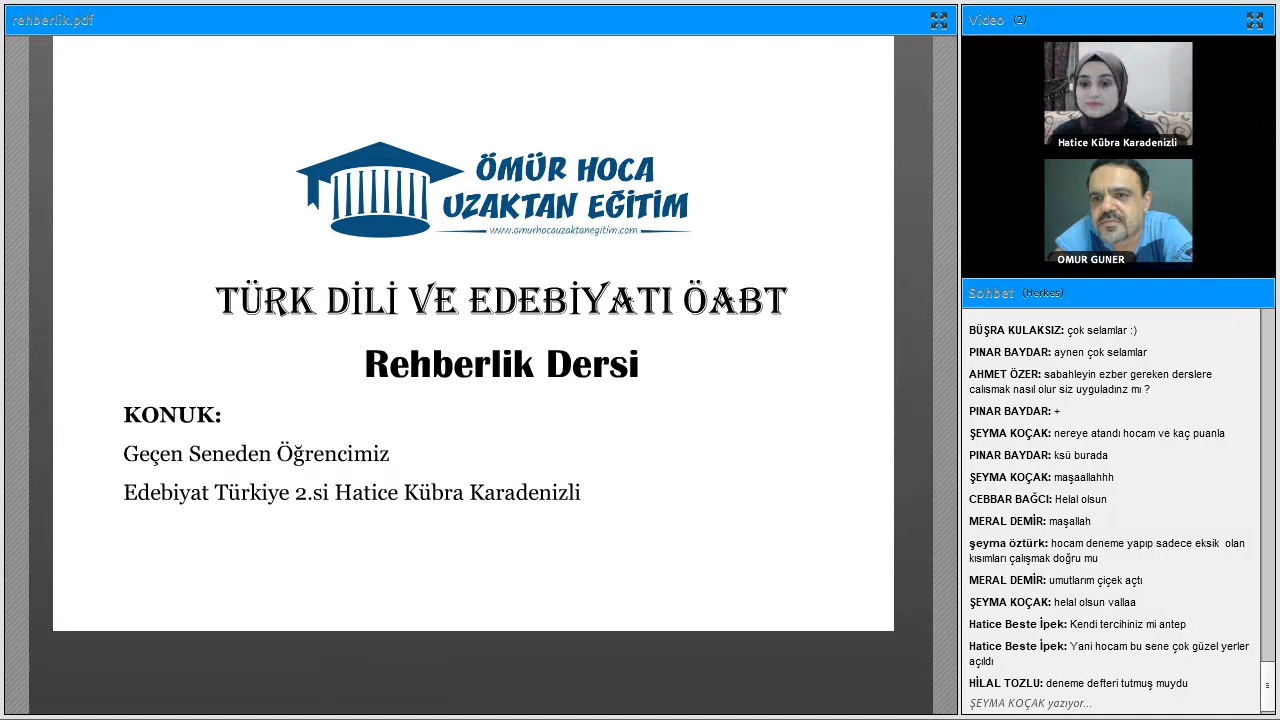 rehberlik.pdf
ÖMÜR HOCA
UZAKTAN EĞİTİM
www.omurhocauzaktanegitim.com
TÜRK DİLİ VE EDEBİYATI ÖABT
Rehberlik Dersi
KONUK:
Geçen Seneden Öğrencimiz
Edebiyat Türkiye 2.si Hatice Kübra Karadenizli
Video (2)
Hatice Kübra Karadenizli
OMUR GUNER
Sohbet (Herkes)
BÜŞRA KULAKSIZ: çok selamlar :)
PINAR BAYDAR: aynen çok selamlar
AHMET ÖZER: sabahleyin ezber gereken derslere
calısmak nasıl olur siz uyguladınz mı ?
PINAR BAYDAR: +
ŞEYMA KOÇAK: nereye atandı hocam ve kaç puanla
PINAR BAYDAR: ksü burada
ŞEYMA KOÇAK: maşaallahhh
CEBBAR BAĞCI: Helal olsun
MERAL DEMİR: maşallah
şeyma öztürk: hocam deneme yapıp sadece eksik olan
kısımları çalışmak doğru mu
MERAL DEMİR: umutlarım çiçek açtı
ŞEYMA KOÇAK: helal olsun vallaa
Hatice Beste İpek: Kendi tercihiniz mi antep
Hatice Beste İpek: Yani hocam bu sene çok güzel yerler
açıldı
HİLAL TOZLU: deneme defteri tutmuş muydu
ŞEYMA KOÇAK yazıyor...